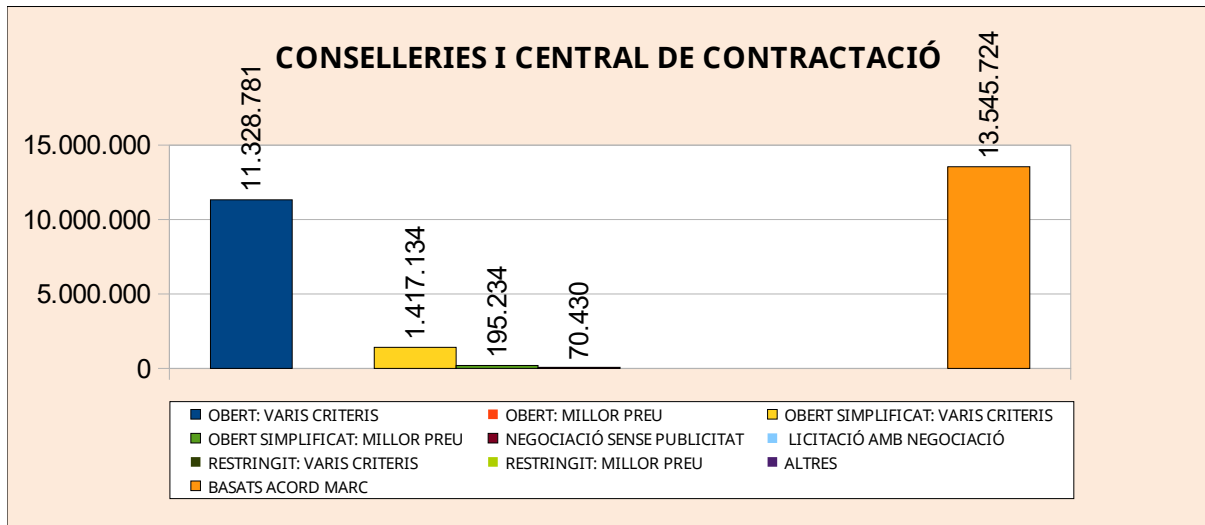 CONSELLERIES I CENTRAL DE CONTRACTACIÓ
11.328.781
1.417.134
195.234
70.430
13.545.724
15.000.000
10.000.000
5.000.000
0
OBERT: VARIS CRITERIS
OBERT: MILLOR PREU
OBERT SIMPLIFICAT: VARIS CRITERIS
OBERT SIMPLIFICAT: MILLOR PREU
NEGOCIACIÓ SENSE PUBLICITAT
LICITACIÓ AMB NEGOCIACIÓ
RESTRINGIT: VARIS CRITERIS
RESTRINGIT: MILLOR PREU
ALTRES
BASATS ACORD MARC